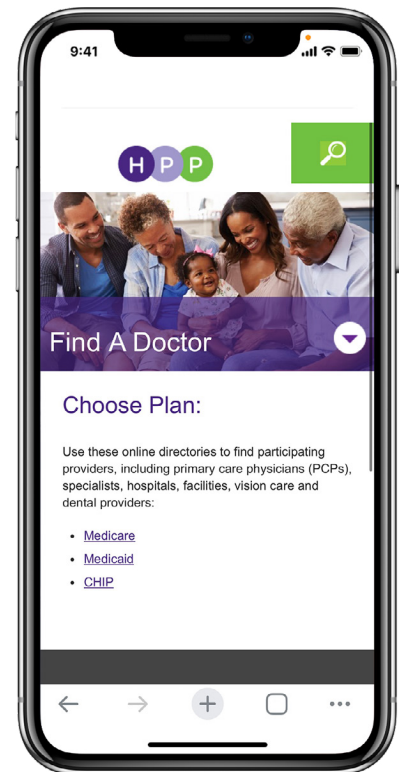 9:41
HPP
Find A Doctor
Choose Plan:
Use these online directories to find participating
providers, including primary care physicians (PCPs),
specialists, hospitals, facilities, vision care and
dental providers:
• Medicare
• Medicaid
• CHIP